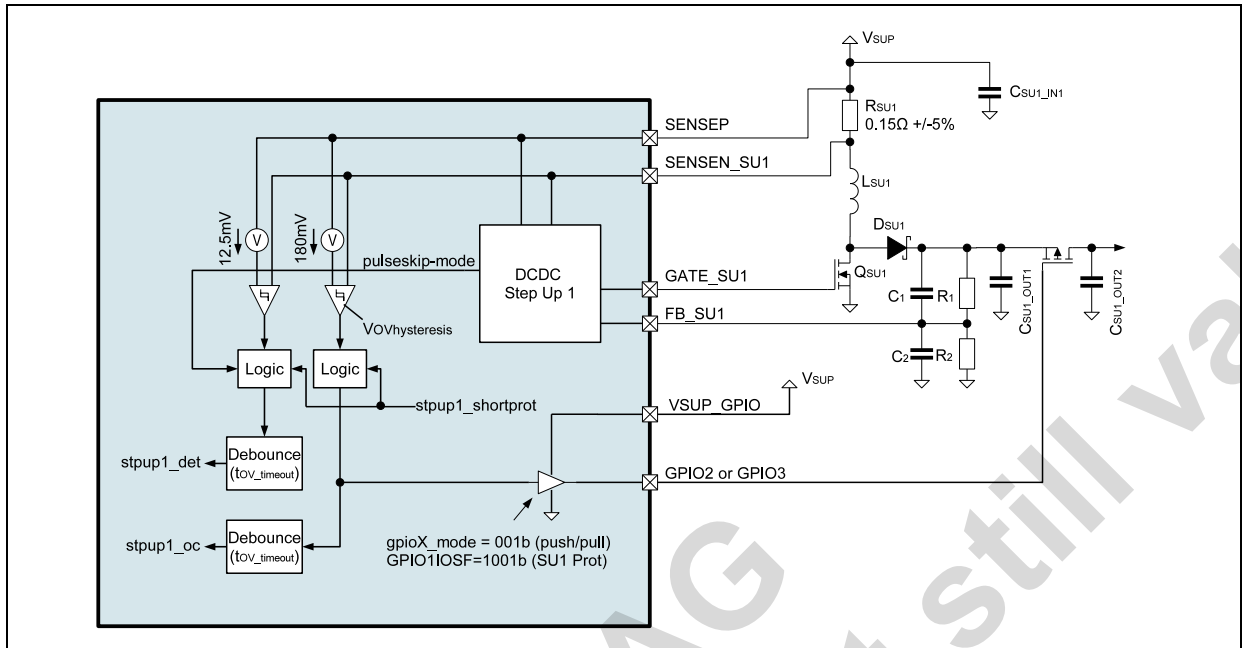 VSUP
CSU1_IN1
RSU1
0.15Ω +/-5%
SENSEP
SENSEN_SU1
LSU1
12.5mV
V
180mV
V
DSU1
pulseskip-mode
DCDC
Step Up 1
GATE_SU1
QSU1
C1
R1
CSU1_OUT1
CSU1_OUT2
VOVhysteresis
FB_SU1
C2
R2
Logic
Logic
stpup1_shortprot
VSUP
VSUP_GPIO
stpup1_det
Debounce
(tOV_timeout)
GPIO2 or GPIO3
stpup1_oc
Debounce
(tOV_timeout)
gpioX_mode = 001b (push/pull)
GPIO1IOSF=1001b (SU1 Prot)
AG
still